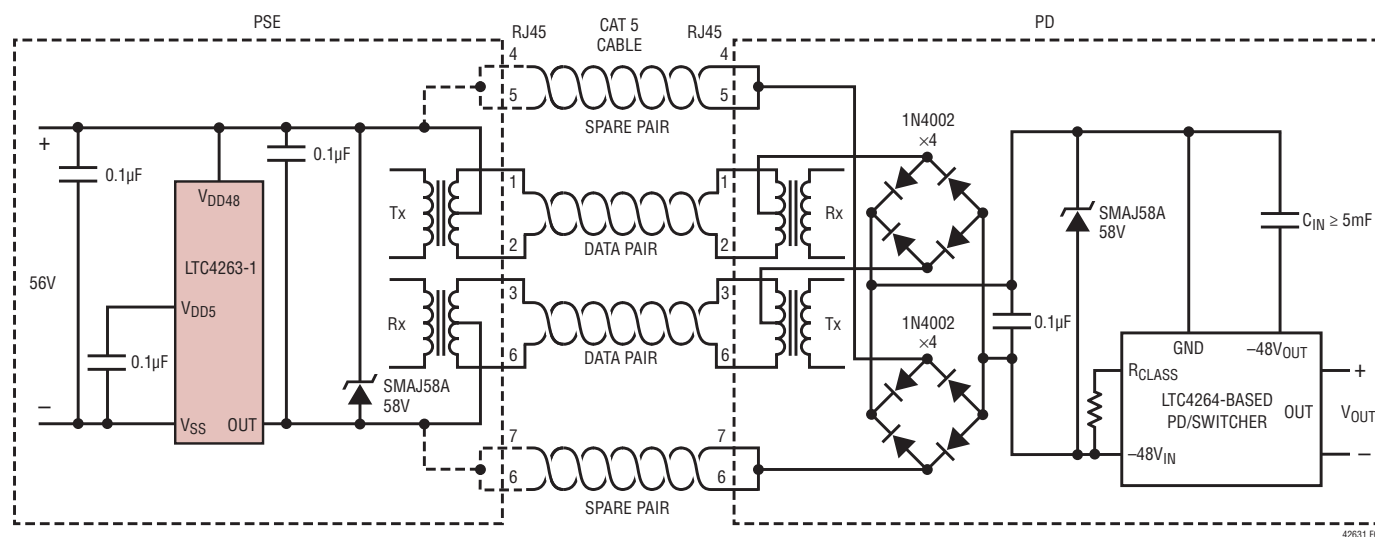 PSE
RJ45
CAT 5
CABLE
RJ45
PD
4
5
SPARE PAIR
4
5
1N4002
×4
+
0.1µF
VDD48
0.1µF
LTC4263-1
56V
VDD5
0.1µF
–
VSS
OUT
SMAJ58A
58V
Tx
1
2
DATA PAIR
1
2
Rx
Rx
3
6
DATA PAIR
3
6
Tx
7
6
SPARE PAIR
7
6
1N4002
×4
0.1µF
SMAJ58A
58V
CIN ≥ 5mF
GND
–48VOUT
RCLASS
LTC4264-BASED
PD/SWITCHER
OUT
–48VIN
+
VOUT
–